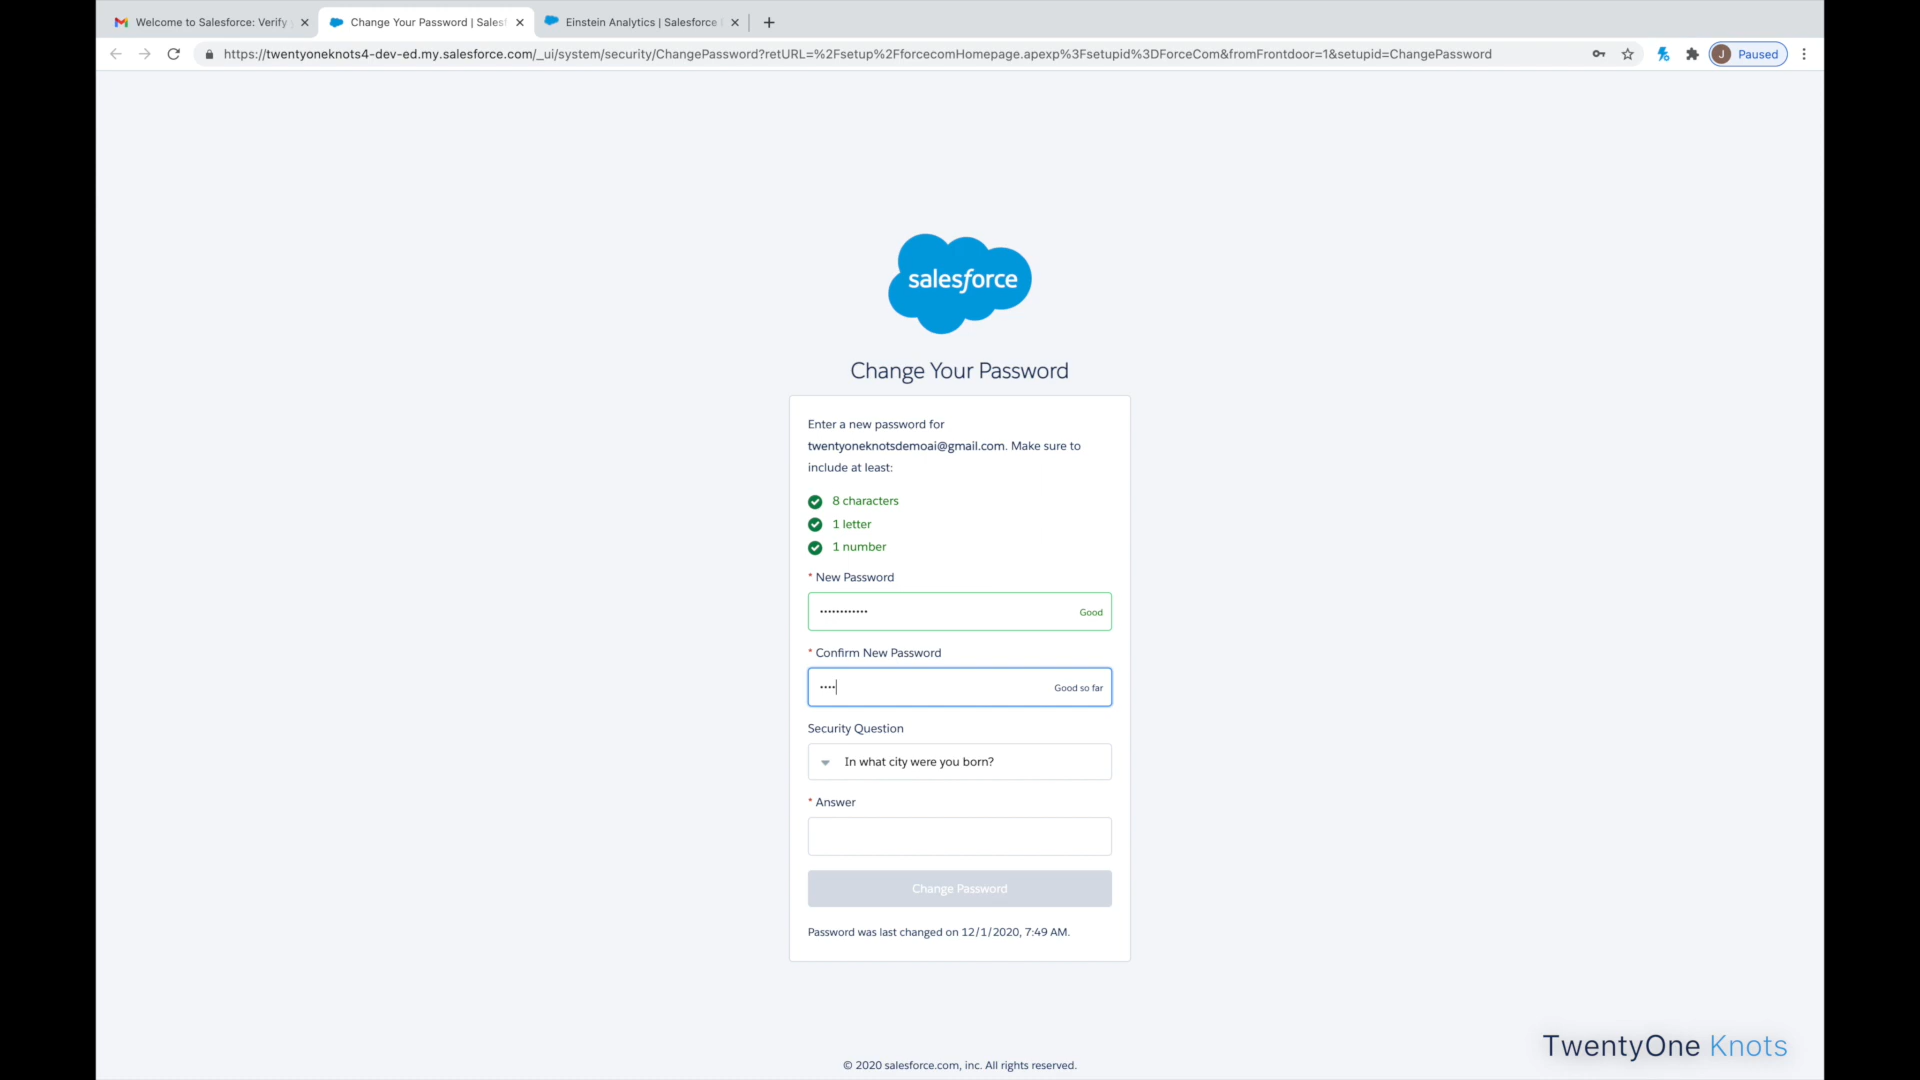 Welcome to Salesforce: Verify
Change Your Password | Sales
Einstein Analytics | Salesforce
https://twentyoneknots4-dev-ed.my.salesforce.com/_ui/system/security/ChangePassword?retURL=%2Fsetup%2FforcecomHomepage.apexp%3Fsetupid%3DForceCom&fromFrontdoor=1&setupid=ChangePassword
J Paused
salesforce
Change Your Password
Enter a new password for
twentyoneknotsdemoai@gmail.com. Make sure to
include at least:
8 characters
1 letter
1 number
* New Password
•••••••••••• Good
* Confirm New Password
•••• Good so far
Security Question
In what city were you born?
* Answer
Change Password
Password was last changed on 12/1/2020, 7:49 AM.
TwentyOne Knots
© 2020 salesforce.com, inc. All rights reserved.